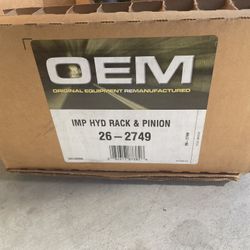 OEM
ORIGINAL EQUIPMENT REMANUFACTURED
IMP HYD RACK & PINION
26-2749